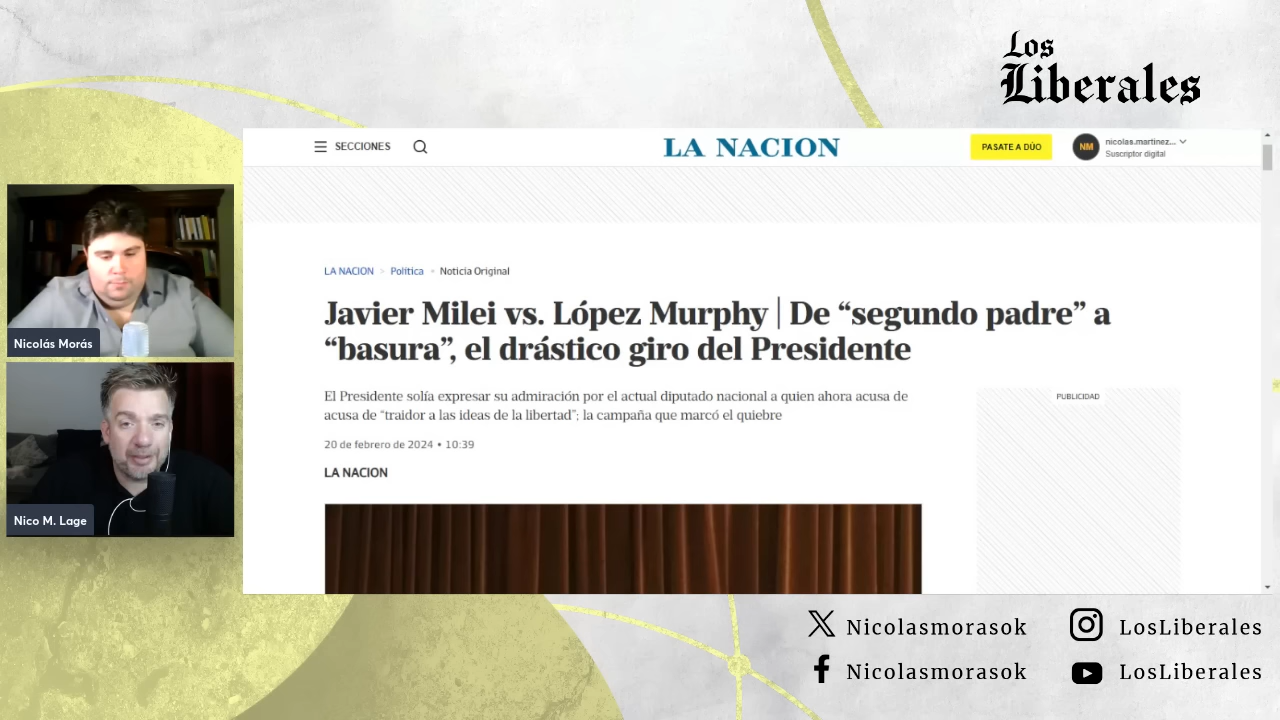 Los
Liberales
SECCIONES
LA NACION
PASATE A DÚO
NM
nicolas.martinez...
Suscriptor digital
LA NACION > Política • Noticia Original
Javier Milei vs. López Murphy | De “segundo padre” a
“basura”, el drástico giro del Presidente
El Presidente solía expresar su admiración por el actual diputado nacional a quien ahora acusa de
acusa de “traidor a las ideas de la libertad”; la campaña que marcó el quiebre
20 de febrero de 2024 • 10:39
LA NACION
PUBLICIDAD
Nicolás Morás
Nico M. Lage
Nicolasmorasok
LosLiberales
Nicolasmorasok
LosLiberales